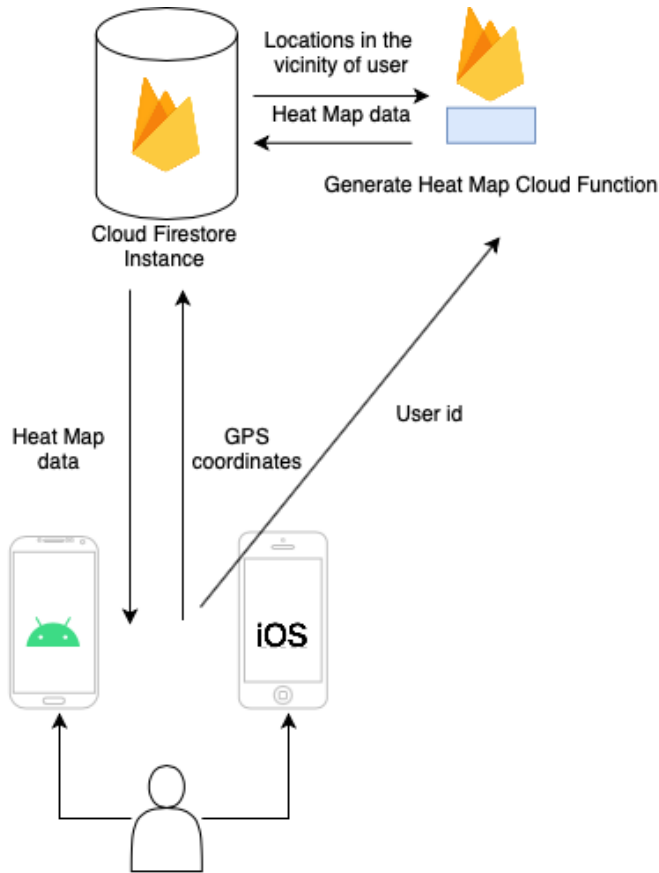 Locations in the
vicinity of user
Heat Map data
Generate Heat Map Cloud Function
Cloud Firestore
Instance
User id
Heat Map
data
GPS
coordinates
iOS